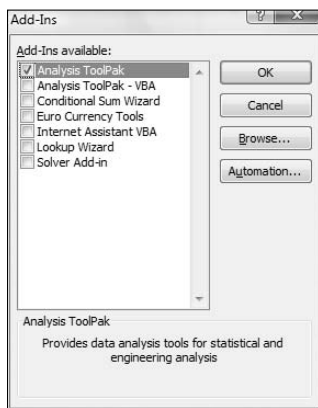 Add-Ins
?
X
Add-Ins available:
Analysis ToolPak
Analysis ToolPak - VBA
Conditional Sum Wizard
Euro Currency Tools
Internet Assistant VBA
Lookup Wizard
Solver Add-in
OK
Cancel
Browse...
Automation...
Analysis ToolPak
Provides data analysis tools for statistical and
engineering analysis